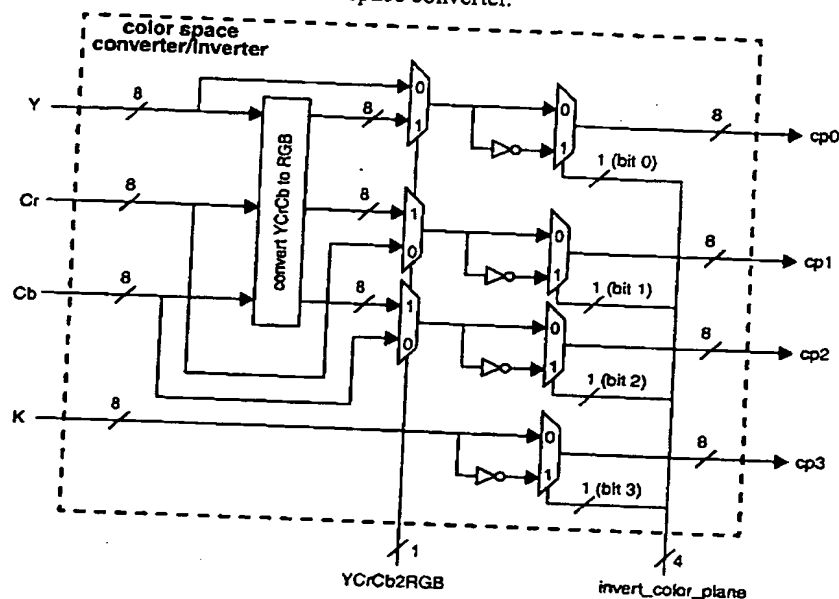 space converter.
color space
converter/inverter
Y
8
8
0
1
0
1
8
cp0
1 (bit 0)
Cr
8
convert YCrCb to RGB
8
1
0
0
1
8
cp1
1 (bit 1)
Cb
8
8
1
0
0
1
8
cp2
1 (bit 2)
K
8
0
1
8
cp3
1 (bit 3)
1
YCrCb2RGB
4
invert_color_plane